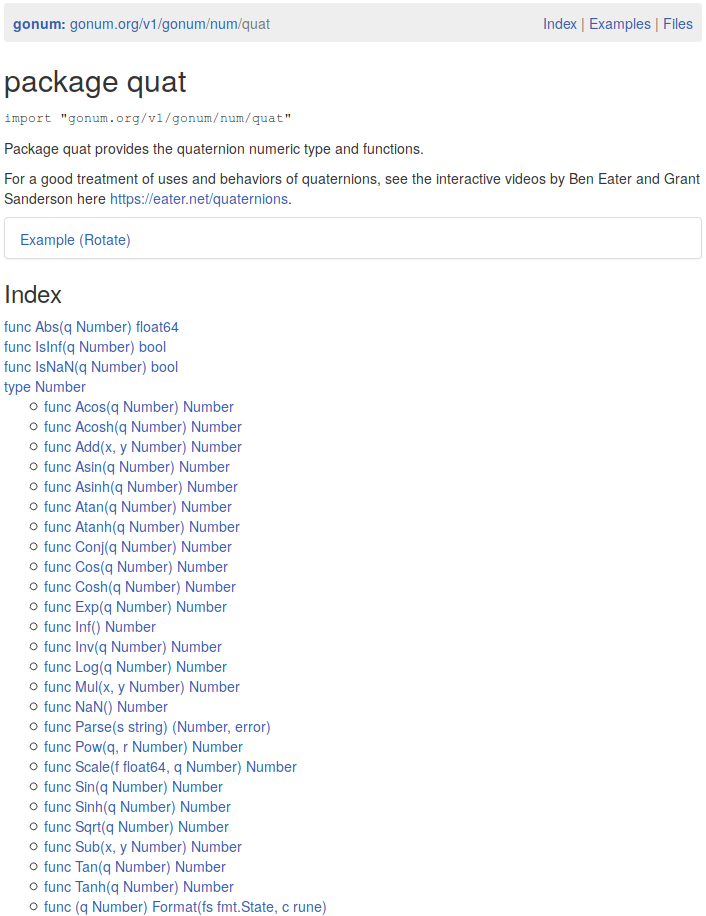 gonum: gonum.org/v1/gonum/num/quat Index | Examples | Files
package quat
import "gonum.org/v1/gonum/num/quat"
Package quat provides the quaternion numeric type and functions.
For a good treatment of uses and behaviors of quaternions, see the interactive videos by Ben Eater and Grant
Sanderson here https://eater.net/quaternions.
Example (Rotate)
Index
func Abs(q Number) float64
func IsInf(q Number) bool
func IsNaN(q Number) bool
type Number
func Acos(q Number) Number
func Acosh(q Number) Number
func Add(x, y Number) Number
func Asin(q Number) Number
func Asinh(q Number) Number
func Atan(q Number) Number
func Atanh(q Number) Number
func Conj(q Number) Number
func Cos(q Number) Number
func Cosh(q Number) Number
func Exp(q Number) Number
func Inf() Number
func Inv(q Number) Number
func Log(q Number) Number
func Mul(x, y Number) Number
func NaN() Number
func Parse(s string) (Number, error)
func Pow(q, r Number) Number
func Scale(f float64, q Number) Number
func Sin(q Number) Number
func Sinh(q Number) Number
func Sqrt(q Number) Number
func Sub(x, y Number) Number
func Tan(q Number) Number
func Tanh(q Number) Number
func (q Number) Format(fs fmt.State, c rune)